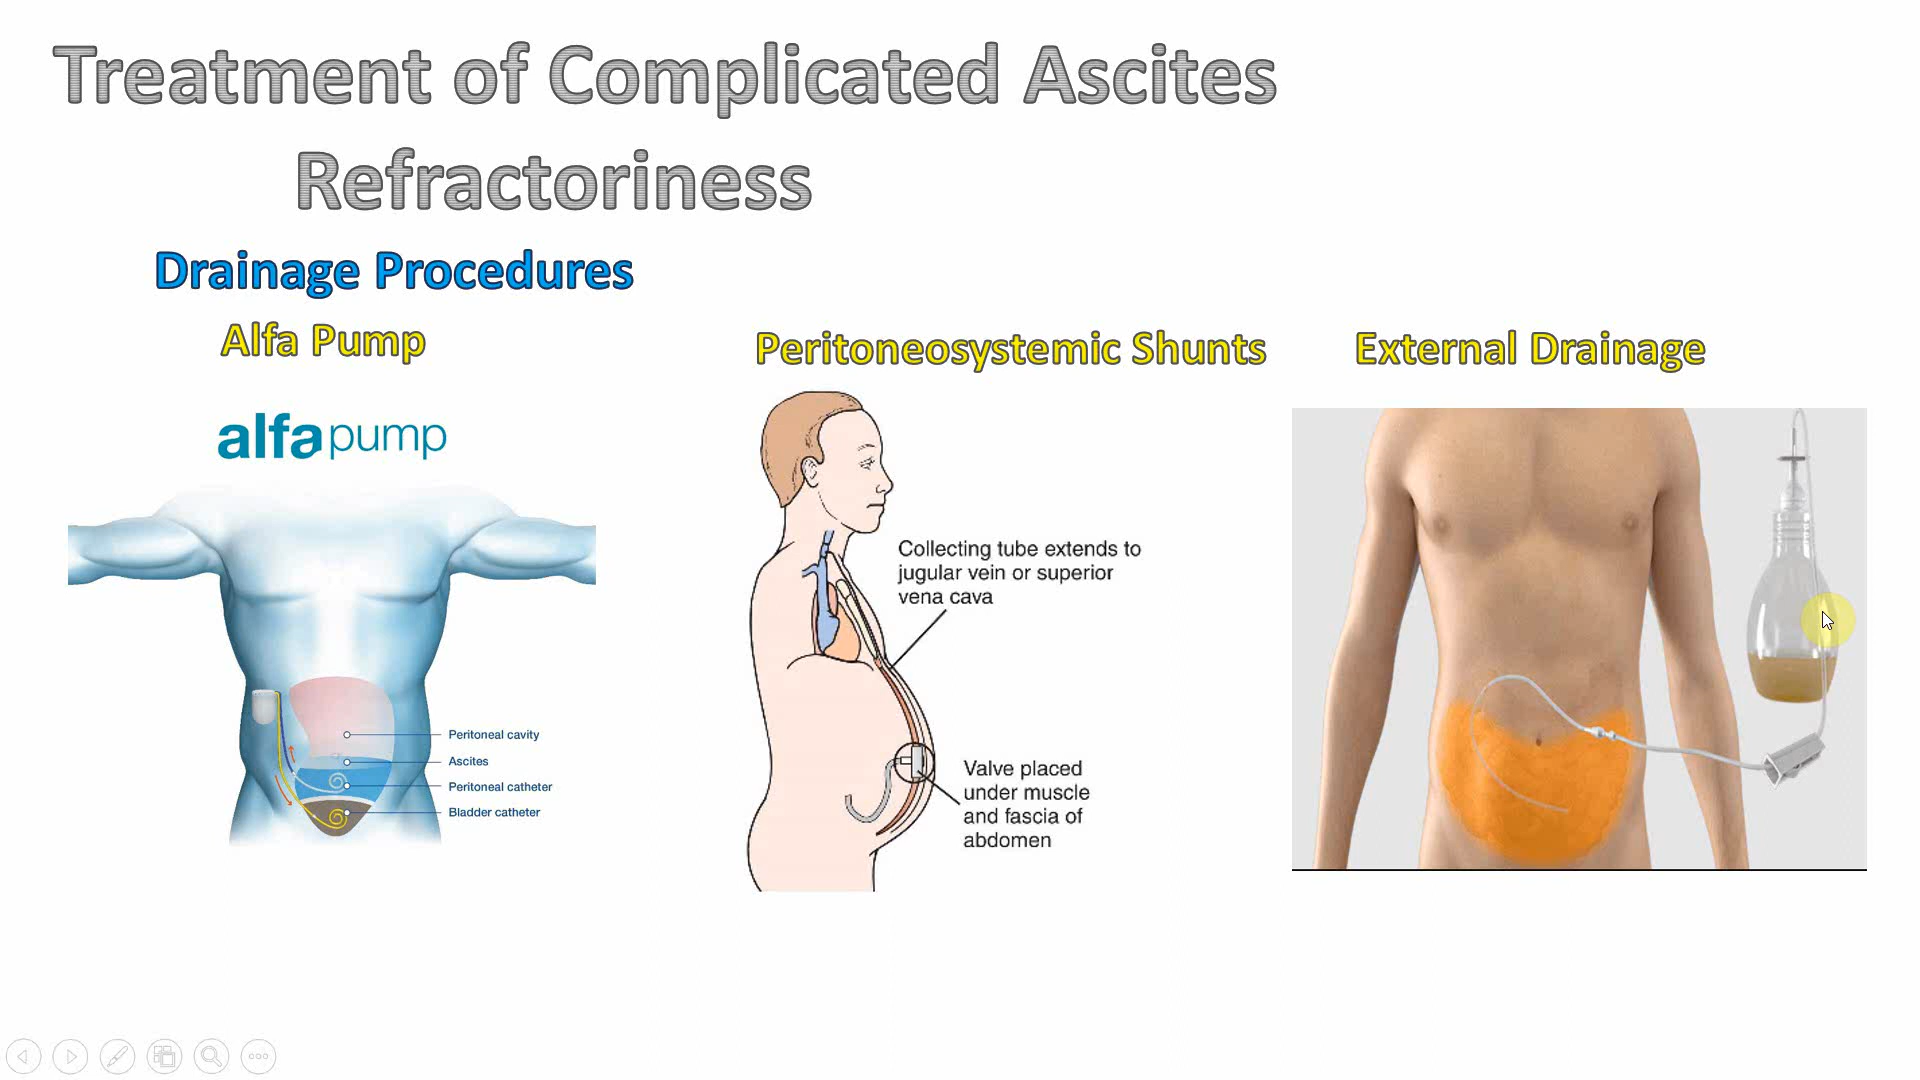 Treatment of Complicated Ascites
Refractoriness
Drainage Procedures
Alfa Pump
alfapump
Peritoneal cavity
Ascites
Peritoneal catheter
Bladder catheter
Peritoneosystemic Shunts
Collecting tube extends to
jugular vein or superior
vena cava
Valve placed
under muscle
and fascia of
abdomen
External Drainage